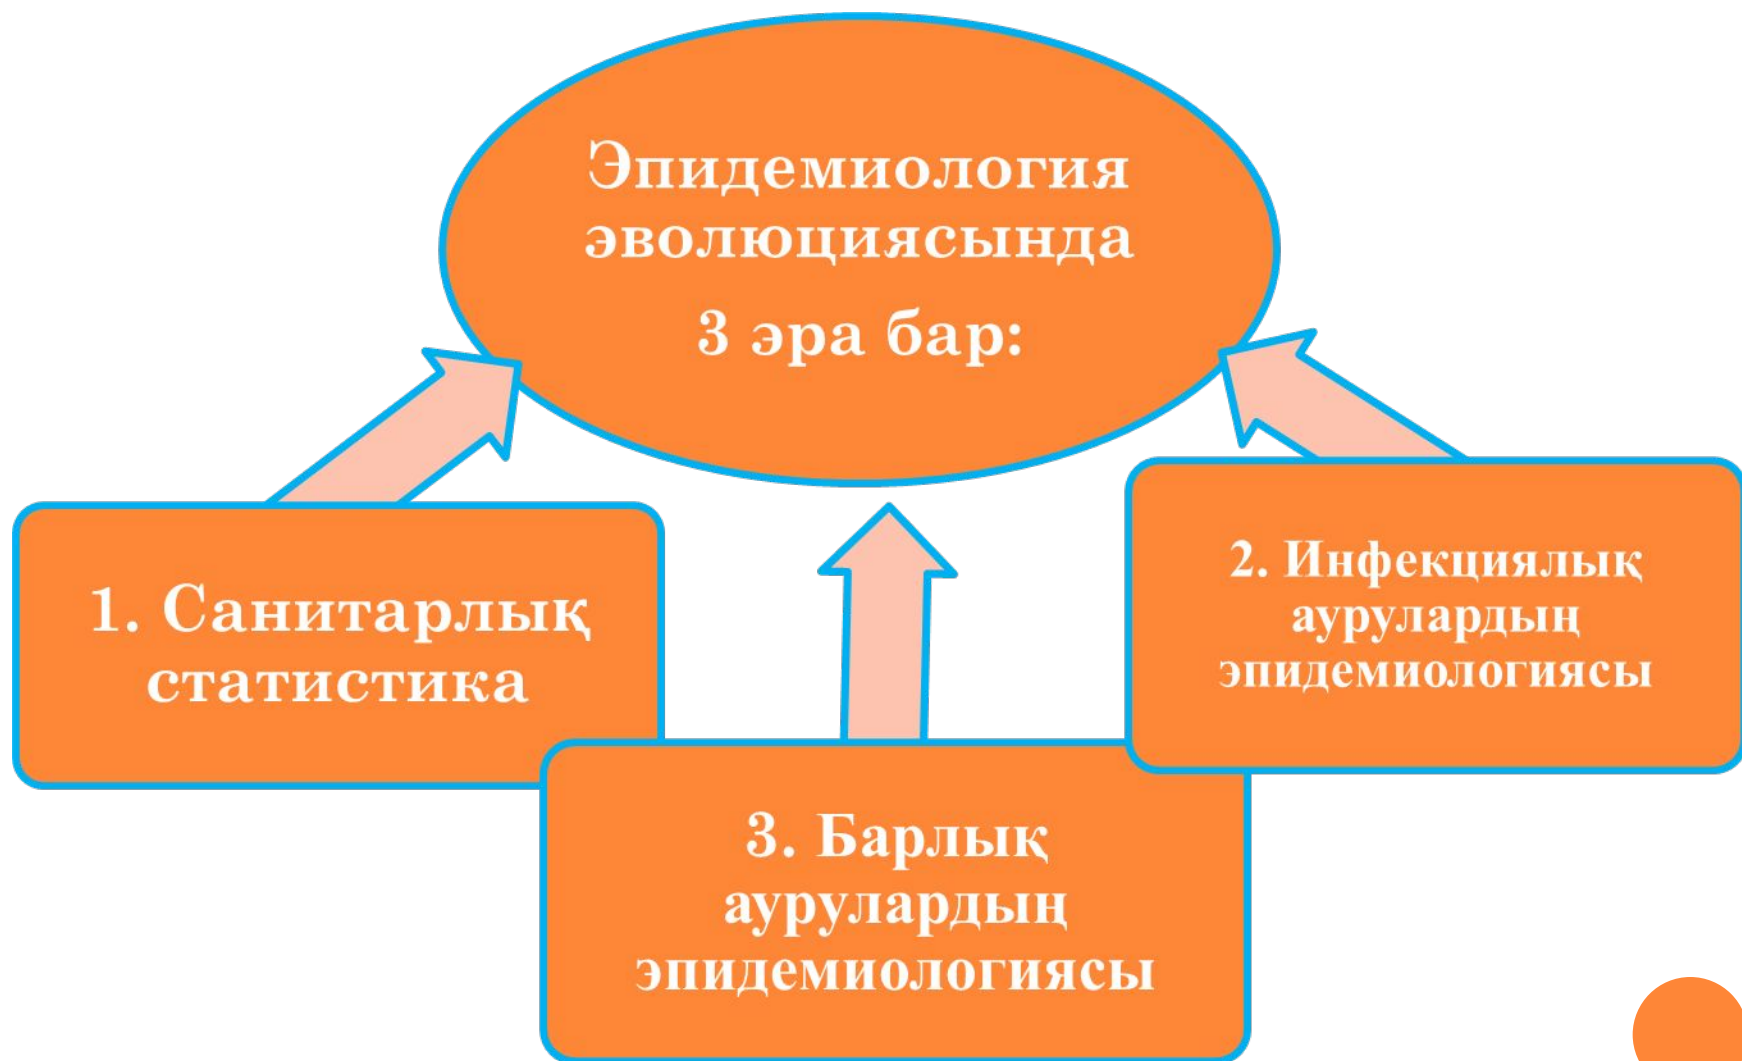 Эпидемиология
эволюциясында
3 эра бар:
1. Санитарлық
статистика
2. Инфекциялық
аурулардың
эпидемиологиясы
3. Барлық
аурулардың
эпидемиологиясы